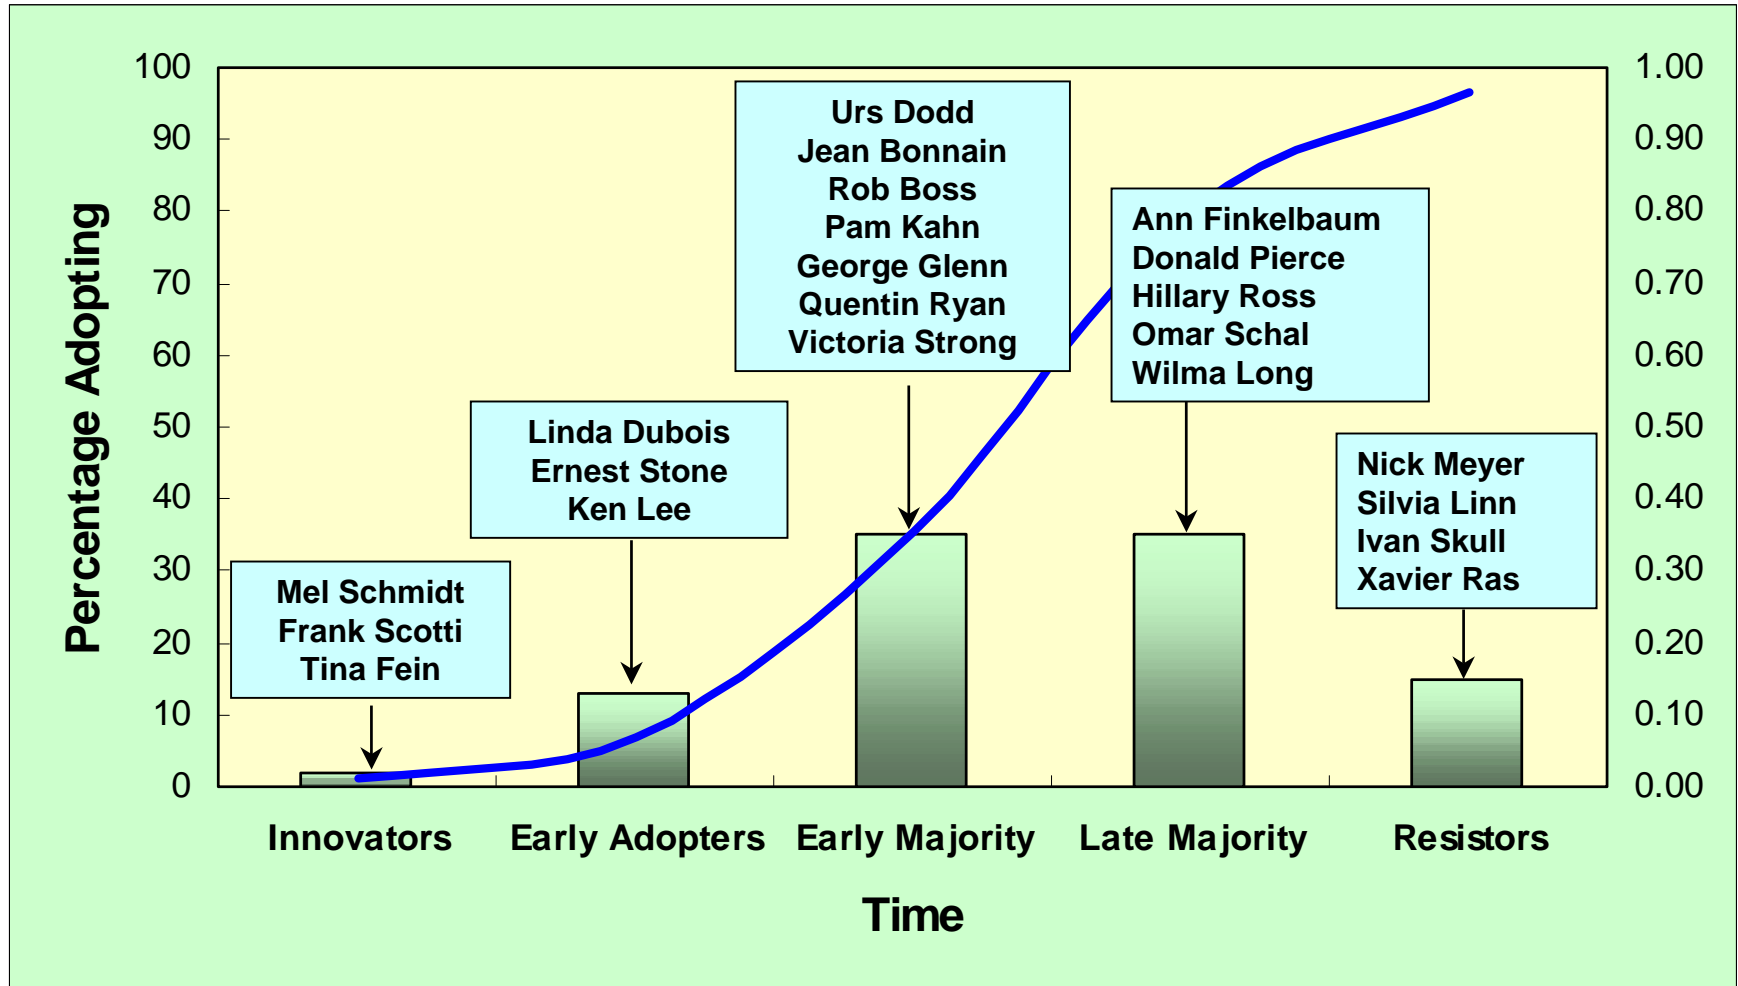 Percentage Adopting
100
90
80
70
60
50
40
30
20
10
0
1.00
0.90
0.80
0.70
0.60
0.50
0.40
0.30
0.20
0.10
0.00
Mel Schmidt
Frank Scotti
Tina Fein
Linda Dubois
Ernest Stone
Ken Lee
Urs Dodd
Jean Bonnain
Rob Boss
Pam Kahn
George Glenn
Quentin Ryan
Victoria Strong
Ann Finkelbaum
Donald Pierce
Hillary Ross
Omar Schal
Wilma Long
Nick Meyer
Silvia Linn
Ivan Skull
Xavier Ras
Innovators
Early Adopters
Early Majority
Late Majority
Resistors
Time